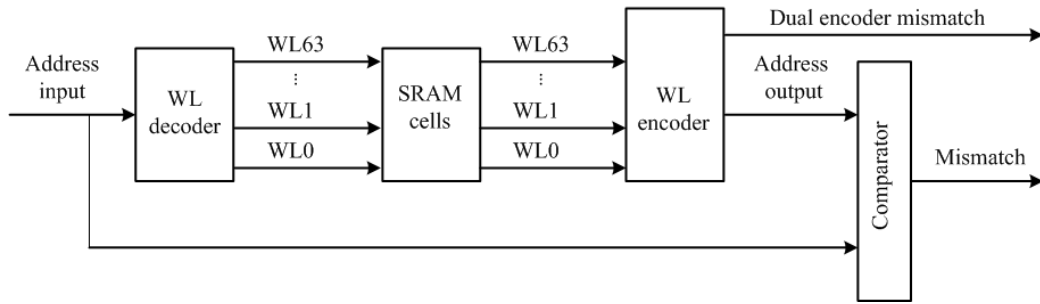 Dual encoder mismatch
Address
input
WL
decoder
WL63
⋮
WL1
WL0
SRAM
cells
WL63
⋮
WL1
WL0
WL
encoder
Address
output
Comparator
Mismatch